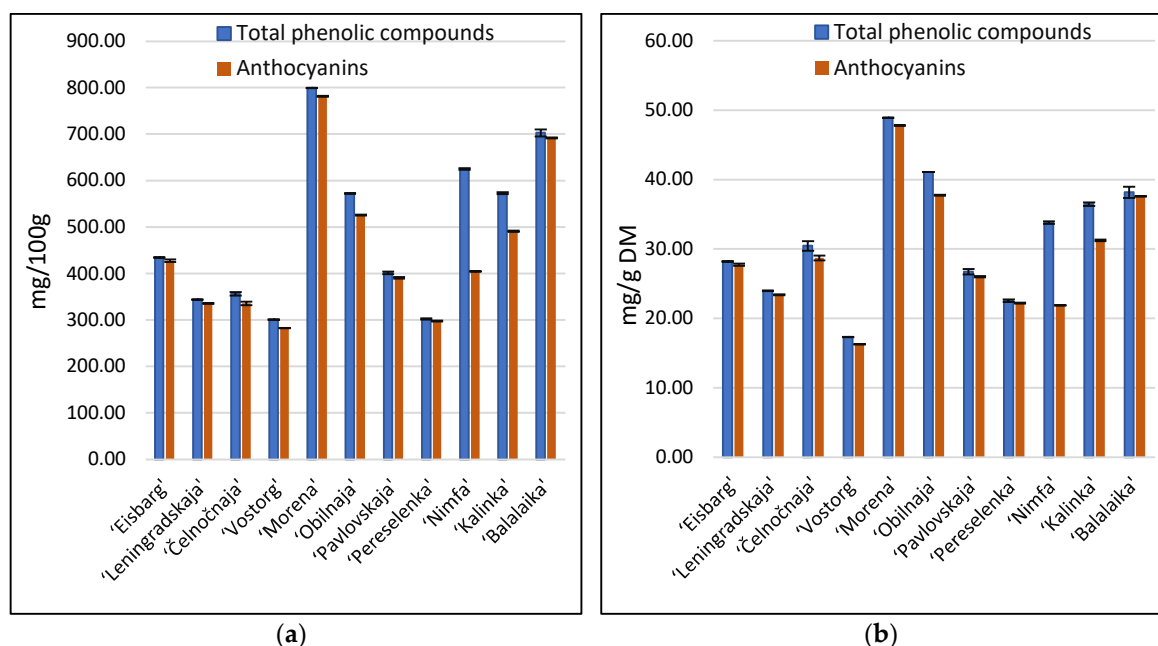 Total phenolic compounds
Anthocyanins
900.00
800.00
700.00
600.00
500.00
400.00
300.00
200.00
100.00
0.00
mg/100g
‘Eisbarg’
‘Leningradskaja’
‘Čelnočnaja’
‘Vostorg’
‘Morena’
‘Obilnaja’
‘Pavlovskaja’
‘Pereselenka’
‘Nimfa’
‘Kalinka’
‘Balalaika’
(a)
Total phenolic compounds
Anthocyanins
60.00
50.00
40.00
30.00
20.00
10.00
0.00
mg/g DM
‘Eisbarg’
‘Leningradskaja’
‘Čelnočnaja’
‘Vostorg’
‘Morena’
‘Obilnaja’
‘Pavlovskaja’
‘Pereselenka’
‘Nimfa’
‘Kalinka’
‘Balalaika’
(b)